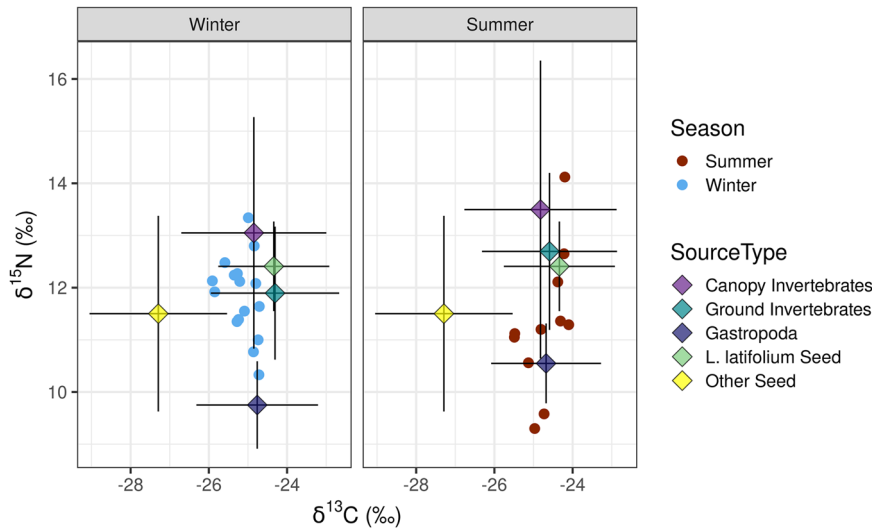 Winter
Summer
16
14
12
10
δ15N (‰)
-28
-26
-24
-28
-26
-24
δ13C (‰)
Season
Summer
Winter
SourceType
Canopy Invertebrates
Ground Invertebrates
Gastropoda
L. latifolium Seed
Other Seed